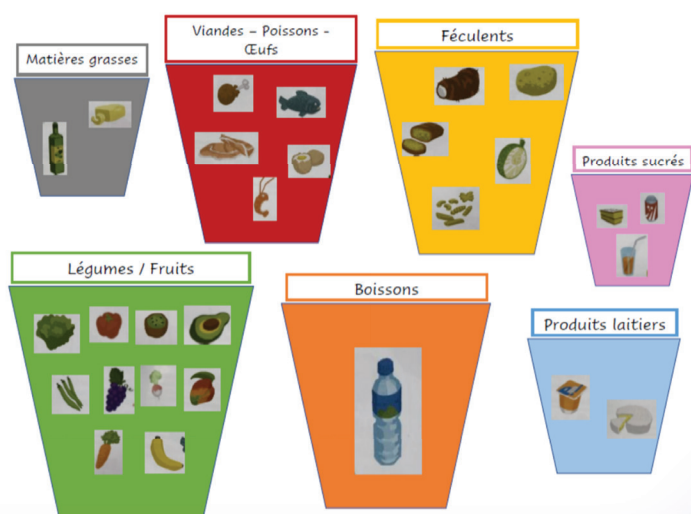 Matières grasses
Viandes – Poissons -
Œufs
Féculents
Produits sucrés
Légumes / Fruits
Boissons
Produits laitiers